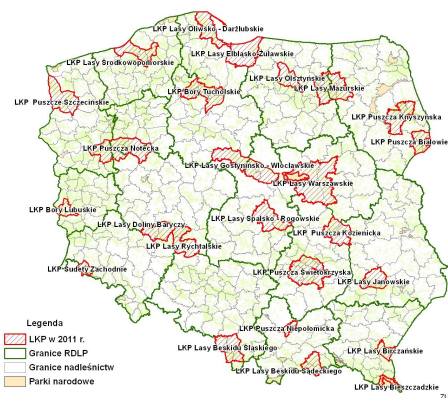 LKP Lasy Oliwsko - Darżlubskie
LKP Lasy Elbląsko-Żuławskie
LKP Lasy Środkowopomorskie
LKP Lasy Olsztyńskie
LKP Lasy Mazurskie
LKP Bory Tucholskie
LKP Puszcze Szczecińskie
LKP Puszcza Knyszyńska
LKP Puszcza Białowie
LKP Puszcza Notecka
LKP Lasy Gostynińsko - Włocławskie
LKP Lasy Warszawskie
LKP Bory Lubuskie
LKP Lasy Spalsko - Rogowskie
LKP Lasy Doliny Baryczy
LKP Puszcza Kozienicka
LKP Lasy Rychtalskie
LKP Sudety Zachodnie
LKP Puszcza Świętokrzyska
LKP Lasy Janowskie
Legenda
LKP w 2011 r.
Granice RDLP
Granice nadleśnictw
Parki narodowe
LKP Puszcza Niepołomicka
LKP Lasy Beskidu Śląskiego
LKP Lasy Birczańskie
LKP Lasy Beskidu Sądeckiego
LKP Lasy Bieszczadzkie